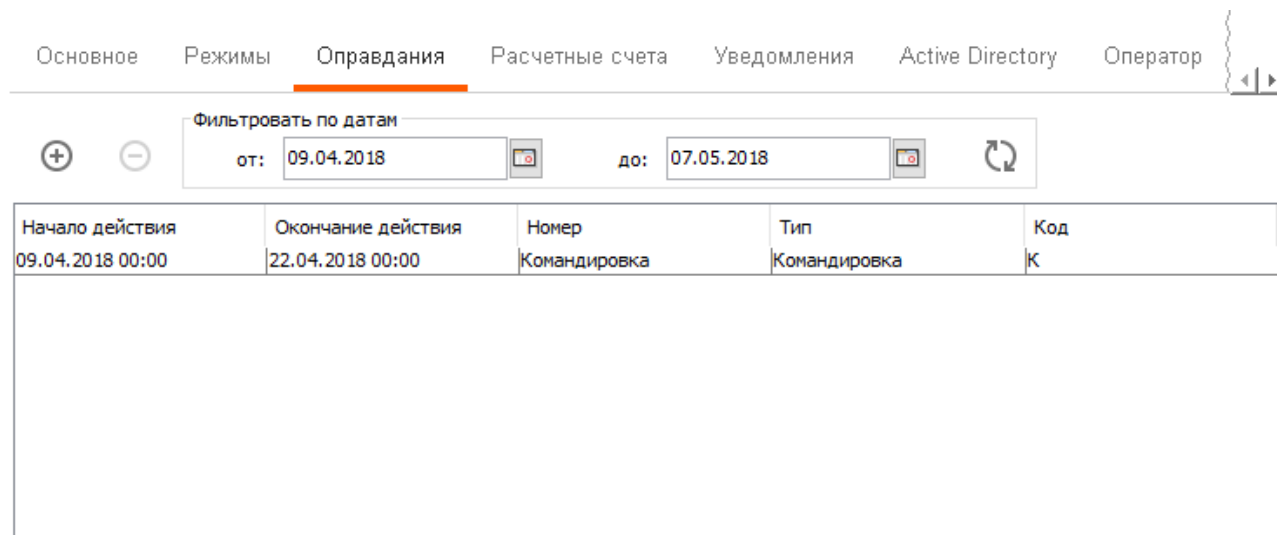 Основное Режимы Оправдания Расчетные счета Уведомления Active Directory Оператор
Фильтровать по датам
от: 09.04.2018 до: 07.05.2018
Начало действия Окончание действия Номер Тип Код
09.04.2018 00:00 22.04.2018 00:00 Командировка Командировка К